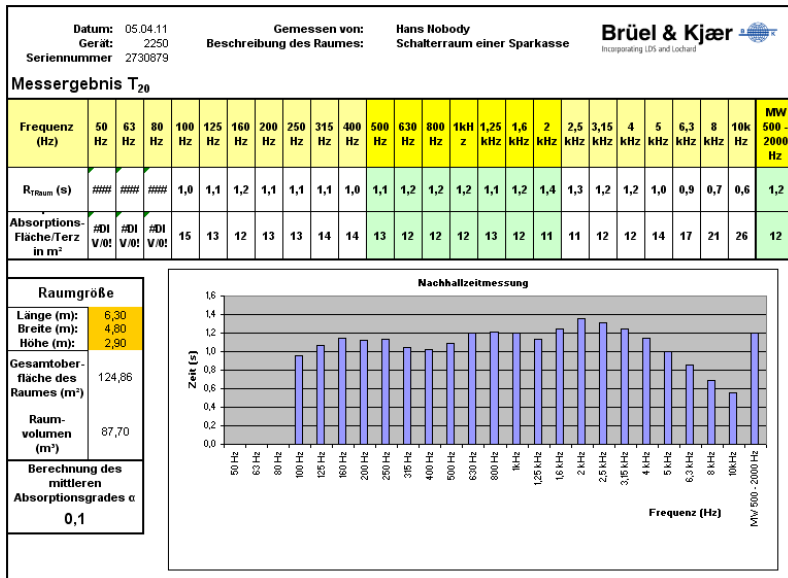 Datum: 05.04.11 Gemessen von: Hans Nobody
Gerät: 2250 Beschreibung des Raumes: Schalterraum einer Sparkasse
Seriennummer 2730879
Brüel & Kjær
B K
Incorporating LDS and Lochard
Messergebnis T20
Frequenz (Hz) 50 Hz 63 Hz 80 Hz 100 Hz 125 Hz 160 Hz 200 Hz 250 Hz 315 Hz 400 Hz 500 Hz 630 Hz 800 Hz 1kH z 1,25 kHz 1,6 kHz 2 kHz 2,5 kHz 3,15 kHz 4 kHz 5 kHz 6,3 kHz 8 kHz 10k Hz MW 500 - 2000 Hz
RTRaum (s) ### ### ### 1,0 1,1 1,2 1,1 1,1 1,1 1,0 1,1 1,2 1,2 1,2 1,1 1,2 1,4 1,3 1,2 1,2 1,0 0,9 0,7 0,6 1,2
Absorptions- Fläche/Terz in m² #DI V/0! #DI V/0! #DI V/0! 15 13 12 13 13 14 14 13 12 12 12 13 12 11 11 12 12 14 17 21 26 12
Raumgröße
Länge (m): 6,30
Breite (m): 4,80
Höhe (m): 2,90
Gesamtober-
fläche des 124,86
Raumes (m²)
Raum-
volumen 87,70
(m³)
Berechnung des
mittleren
Absorptionsgrades α
0,1
Nachhallzeitmessung
Zeit (s)
1,6
1,4
1,2
1,0
0,8
0,6
0,4
0,2
0,0
50 Hz 63 Hz 80 Hz 100 Hz 125 Hz 160 Hz 200 Hz 250 Hz 315 Hz 400 Hz 500 Hz 630 Hz 800 Hz 1kHz 1,25 kHz 1,6 kHz 2 kHz 2,5 kHz 3,15 kHz 4 kHz 5 kHz 6,3 kHz 8 kHz 10kHz MW 500 - 2000 Hz
Frequenz (Hz)